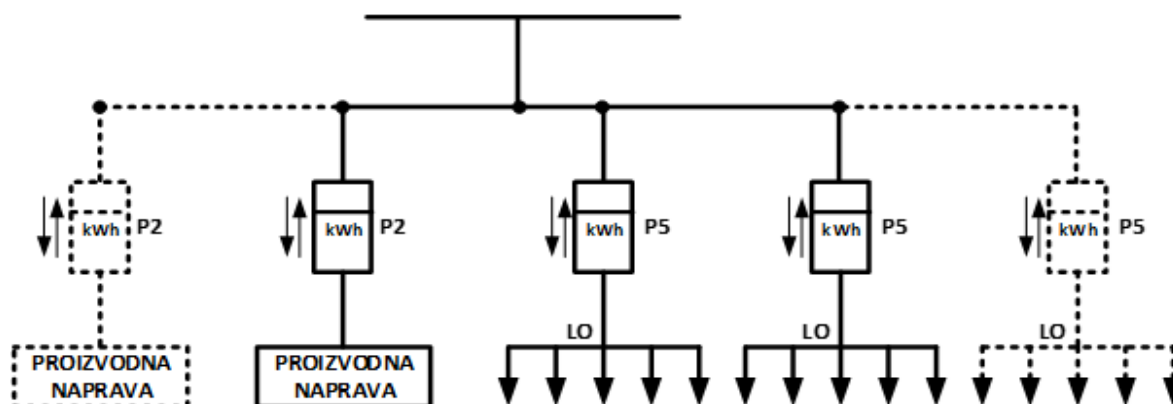 kWh P2
kWh P2
kWh P5
kWh P5
kWh P5
LO
LO
LO
PROIZVODNA
NAPRAVA
PROIZVODNA
NAPRAVA